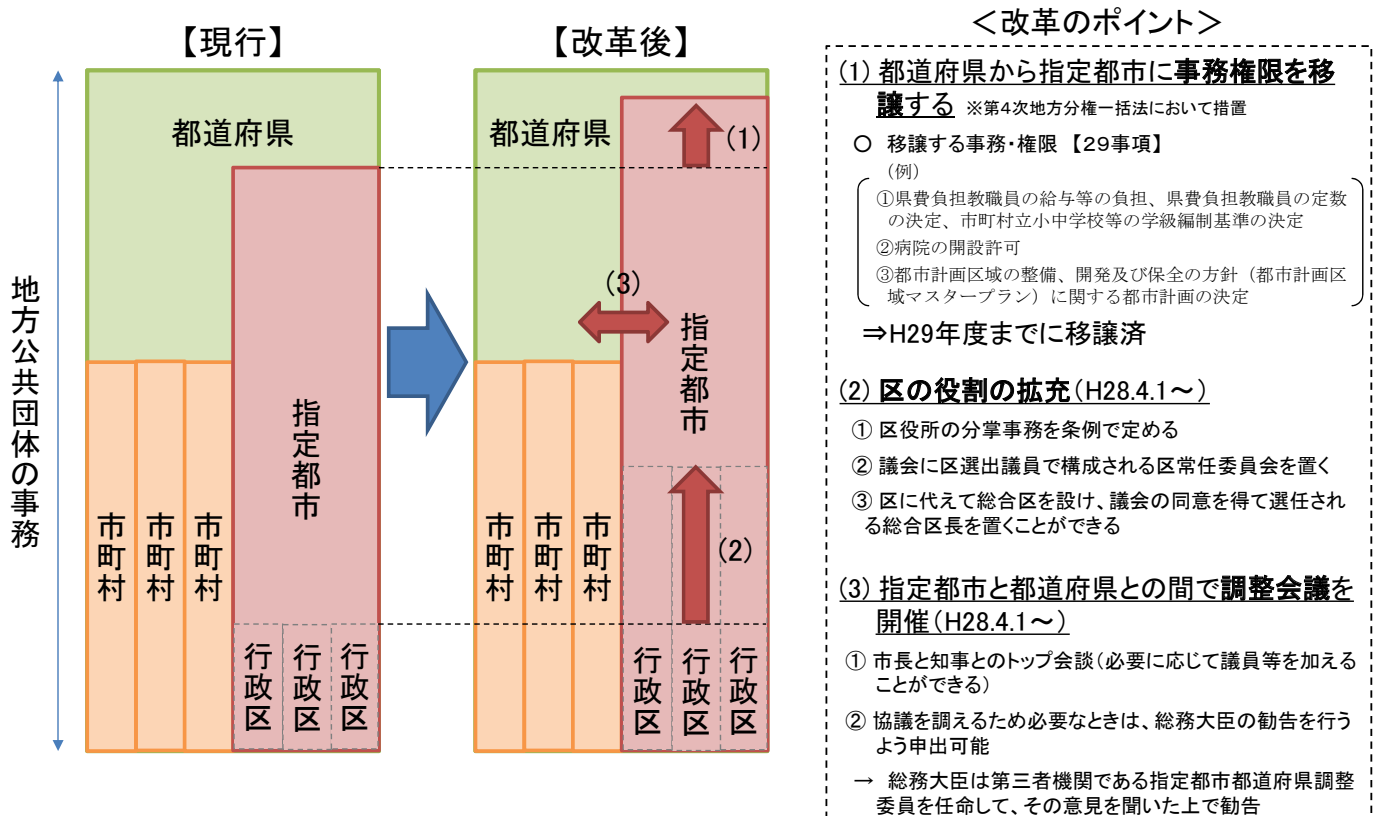 【現行】
【改革後】
＜改革のポイント＞
地方公共団体の事務
都道府県
指定都市
市町村
市町村
市町村
行政区
行政区
行政区
都道府県
(1)
(3)
指定都市
(2)
市町村
市町村
市町村
行政区
行政区
行政区
(1) 都道府県から指定都市に事務権限を移
譲する ※第4次地方分権一括法において措置
○ 移譲する事務・権限 【29事項】
(例)
①県費負担教職員の給与等の負担、県費負担教職員の定数
の決定、市町村立小中学校等の学級編制基準の決定
②病院の開設許可
③都市計画区域の整備、開発及び保全の方針（都市計画区
域マスタープラン）に関する都市計画の決定
⇒H29年度までに移譲済
(2) 区の役割の拡充(H28.4.1～)
① 区役所の分掌事務を条例で定める
② 議会に区選出議員で構成される区常任委員会を置く
③ 区に代えて総合区を設け、議会の同意を得て選任され
る総合区長を置くことができる
(3) 指定都市と都道府県との間で調整会議を
開催(H28.4.1～)
① 市長と知事とのトップ会談(必要に応じて議員等を加える
ことができる)
② 協議を調えるため必要なときは、総務大臣の勧告を行う
よう申出可能
→ 総務大臣は第三者機関である指定都市都道府県調整
委員を任命して、その意見を聞いた上で勧告